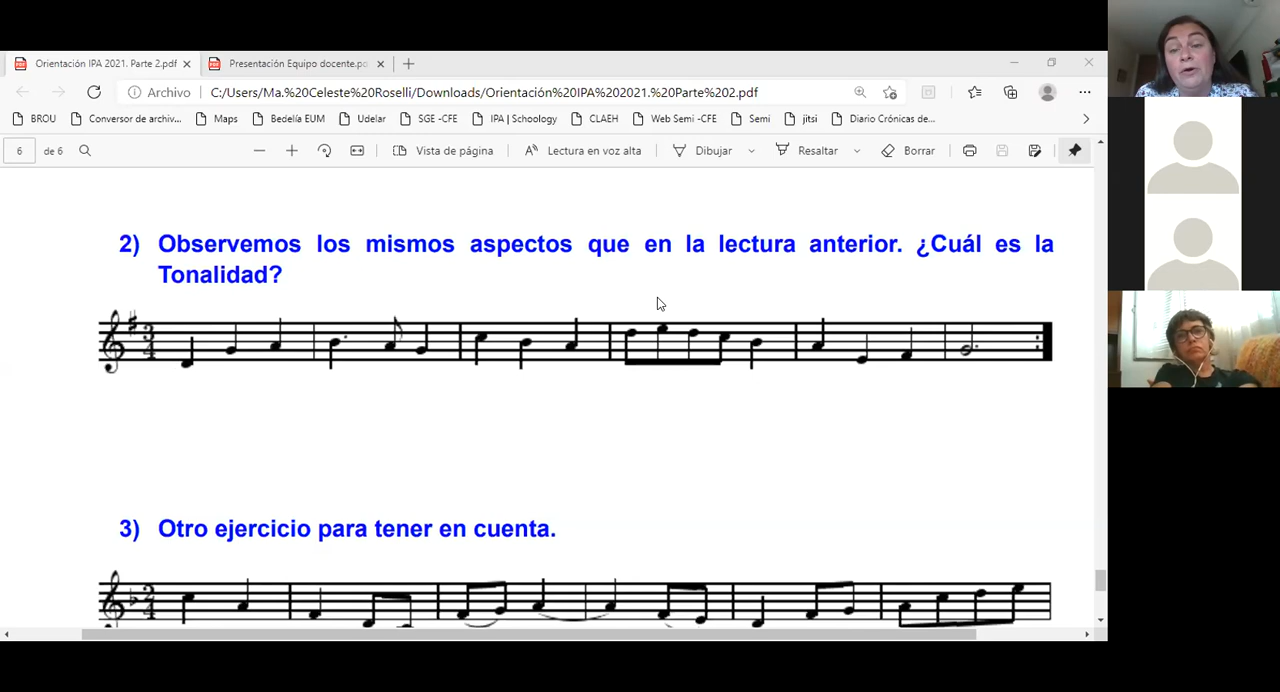 Orientación IPA 2021. Parte 2.pdf
Presentación Equipo docente.pd
Archivo
C:/Users/Ma.%20Celeste%20Roselli/Downloads/Orientación%20IPA%202021.%20Parte%202.pdf
BROU
Conversor de archiv...
Maps
Bedelía EUM
Udelar
SGE -CFE
IPA | Schoology
CLAEH
Web Semi -CFE
Semi
jitsi
Diario Crónicas de...
6 de 6
Vista de página
Lectura en voz alta
Dibujar
Resaltar
Borrar
2) Observemos los mismos aspectos que en la lectura anterior. ¿Cuál es la
Tonalidad?
3
4
3) Otro ejercicio para tener en cuenta.
2
4